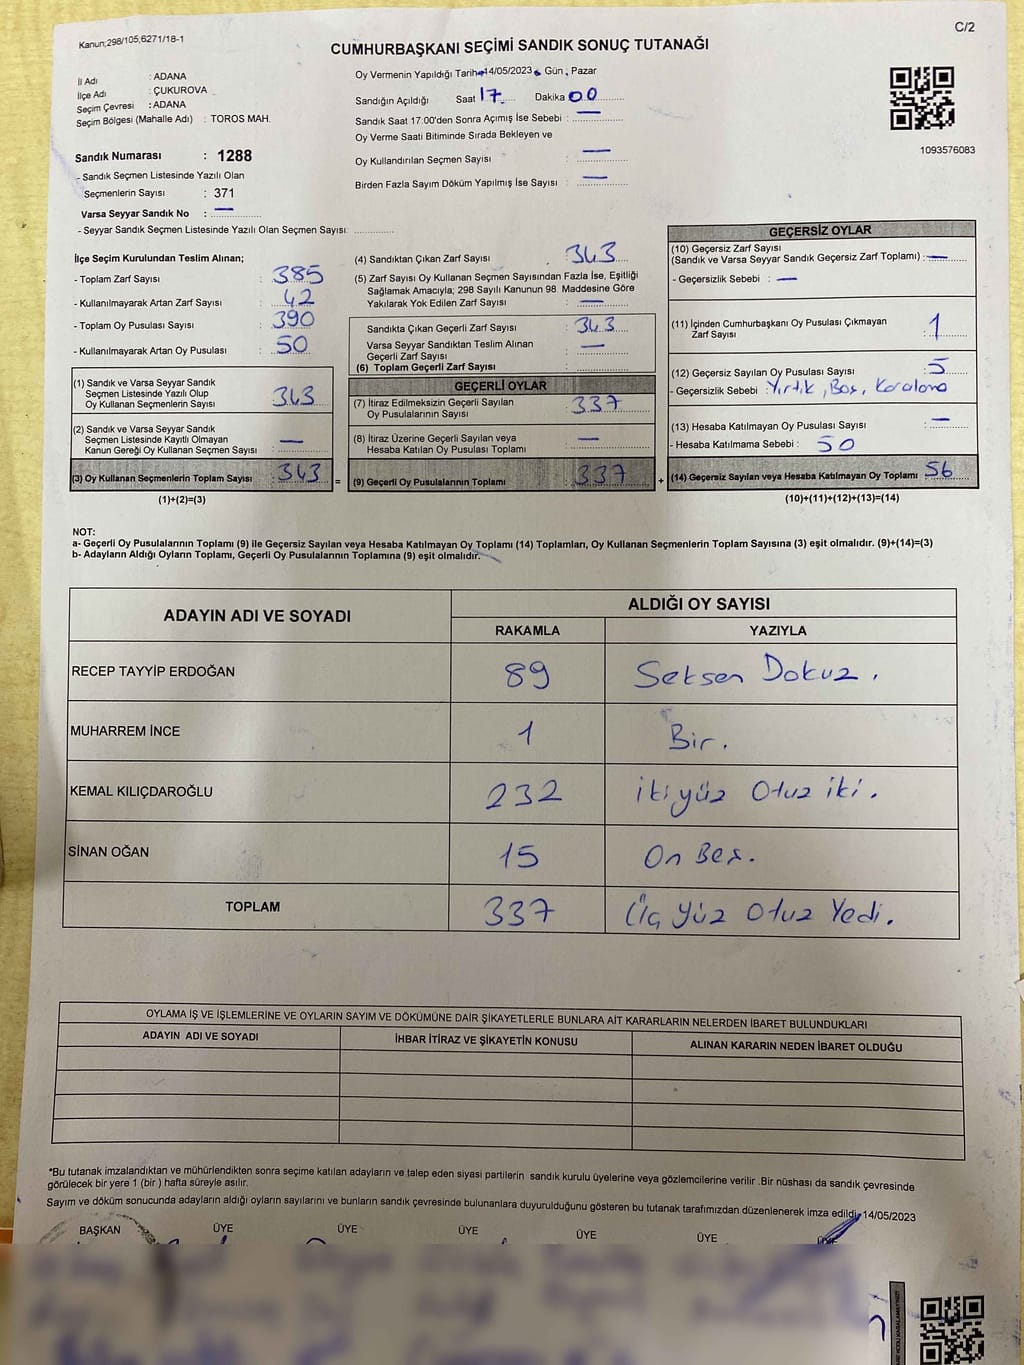 Kanun;298/105;6271/18-1
C/2
CUMHURBAŞKANI SEÇİMİ SANDIK SONUÇ TUTANAĞI
İl Adı : ADANA
İlçe Adı : ÇUKUROVA
Seçim Çevresi : ADANA
Seçim Bölgesi (Mahalle Adı) : TOROS MAH.
Sandık Numarası : 1288
- Sandık Seçmen Listesinde Yazılı Olan
Seçmenlerin Sayısı : 371
Varsa Seyyar Sandık No : —
- Seyyar Sandık Seçmen Listesinde Yazılı Olan Seçmen Sayısı: ..............
Oy Vermenin Yapıldığı Tarih 14/05/2023 Gün, Pazar
Sandığın Açıldığı Saat 17 Dakika 00
Sandık Saat 17:00'den Sonra Açımış İse Sebebi : —
Oy Verme Saati Bitiminde Sırada Bekleyen ve
Oy Kullandırılan Seçmen Sayısı : —
Birden Fazla Sayım Döküm Yapılmış İse Sayısı : —
1093576083
İlçe Seçim Kurulundan Teslim Alınan;
- Toplam Zarf Sayısı : 385
- Kullanılmayarak Artan Zarf Sayısı : 42
- Toplam Oy Pusulası Sayısı : 390
- Kullanılmayarak Artan Oy Pusulası : 50
(1) Sandık ve Varsa Seyyar Sandık
Seçmen Listesinde Yazılı Olup
Oy Kullanan Seçmenlerin Sayısı : 343
(2) Sandık ve Varsa Seyyar Sandık
Seçmen Listesinde Kayıtlı Olmayan
Kanun Gereği Oy Kullanan Seçmen Sayısı : —
(3) Oy Kullanan Seçmenlerin Toplam Sayısı : 343 =
(1)+(2)=(3)
(4) Sandıktan Çıkan Zarf Sayısı : 343
(5) Zarf Sayısı Oy Kullanan Seçmen Sayısından Fazla İse, Eşitliği
Sağlamak Amacıyla; 298 Sayılı Kanunun 98. Maddesine Göre
Yakılarak Yok Edilen Zarf Sayısı : —
Sandıkta Çıkan Geçerli Zarf Sayısı : 343
Varsa Seyyar Sandıktan Teslim Alınan
Geçerli Zarf Sayısı : —
(6) Toplam Geçerli Zarf Sayısı :
GEÇERLİ OYLAR
(7) İtiraz Edilmeksizin Geçerli Sayılan
Oy Pusulalarının Sayısı : 337
(8) İtiraz Üzerine Geçerli Sayılan veya
Hesaba Katılan Oy Pusulası Toplamı : —
(9) Geçerli Oy Pusulalarının Toplamı : 337 +
GEÇERSİZ OYLAR
(10) Geçersiz Zarf Sayısı
(Sandık ve Varsa Seyyar Sandık Geçersiz Zarf Toplamı) : —
- Geçersizlik Sebebi : —
(11) İçinden Cumhurbaşkanı Oy Pusulası Çıkmayan
Zarf Sayısı : 1
(12) Geçersiz Sayılan Oy Pusulası Sayısı : 5
- Geçersizlik Sebebi : Yırtık, Boş, Karalama
(13) Hesaba Katılmayan Oy Pusulası Sayısı : —
- Hesaba Katılmama Sebebi : 50
(14) Geçersiz Sayılan veya Hesaba Katılmayan Oy Toplamı : 56
(10)+(11)+(12)+(13)=(14)
NOT:
a- Geçerli Oy Pusulalarının Toplamı (9) ile Geçersiz Sayılan veya Hesaba Katılmayan Oy Toplamı (14) Toplamları, Oy Kullanan Seçmenlerin Toplam Sayısına (3) eşit olmalıdır. (9)+(14)=(3)
b- Adayların Aldığı Oyların Toplamı, Geçerli Oy Pusulalarının Toplamına (9) eşit olmalıdır.
ADAYIN ADI VE SOYADI
ALDIĞI OY SAYISI
RAKAMLA YAZIYLA
RECEP TAYYİP ERDOĞAN 89 Seksen Dokuz.
MUHARREM İNCE 1 Bir.
KEMAL KILIÇDAROĞLU 232 iki yüz Otuz iki.
SİNAN OĞAN 15 On Beş.
TOPLAM 337 Üç Yüz Otuz Yedi.
OYLAMA İŞ VE İŞLEMLERİNE VE OYLARIN SAYIM VE DÖKÜMÜNE DAİR ŞİKAYETLERLE BUNLARA AİT KARARLARIN NELERDEN İBARET BULUNDUKLARI
ADAYIN ADI VE SOYADI İHBAR İTİRAZ VE ŞİKAYETİN KONUSU ALINAN KARARIN NEDEN İBARET OLDUĞU
*Bu tutanak imzalandıktan ve mühürlendikten sonra seçime katılan adayların ve talep eden siyasi partilerin sandık kurulu üyelerine veya gözlemcilerine verilir .Bir nüshası da sandık çevresinde
görülecek bir yere 1 (bir ) hafta süreyle asılır.
Sayım ve döküm sonucunda adayların aldığı oyların sayılarını ve bunların sandık çevresinde bulunanlara duyurulduğunu gösteren bu tutanak tarafımızdan düzenlenerek imza edildi. 14/05/2023
BAŞKAN ÜYE ÜYE ÜYE ÜYE ÜYE ÜYE